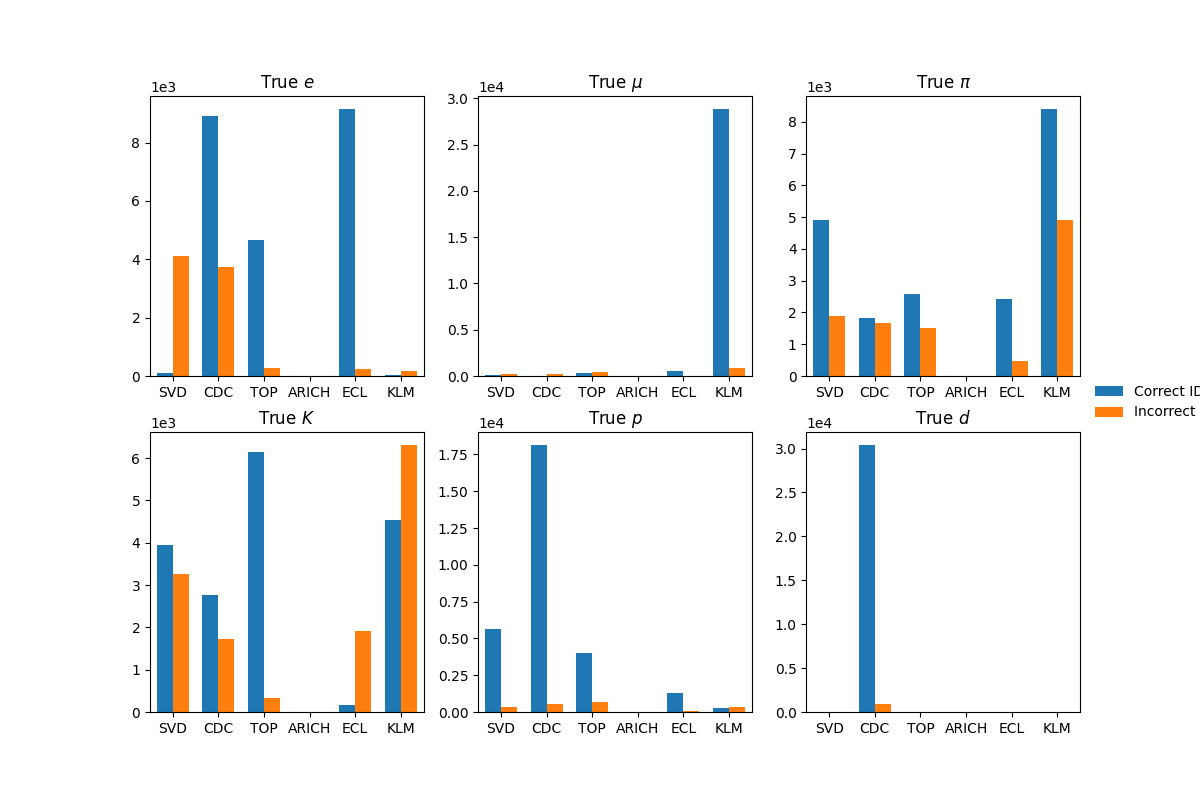 True e
1e3
8
6
4
2
0
SVD CDC TOP ARICH ECL KLM
True μ
1e4
3.0
2.5
2.0
1.5
1.0
0.5
0.0
SVD CDC TOP ARICH ECL KLM
True π
1e3
8
7
6
5
4
3
2
1
0
SVD CDC TOP ARICH ECL KLM
Correct ID
Incorrect
True K
1e3
6
5
4
3
2
1
0
SVD CDC TOP ARICH ECL KLM
True p
1e4
1.75
1.50
1.25
1.00
0.75
0.50
0.25
0.00
SVD CDC TOP ARICH ECL KLM
True d
1e4
3.0
2.5
2.0
1.5
1.0
0.5
0.0
SVD CDC TOP ARICH ECL KLM